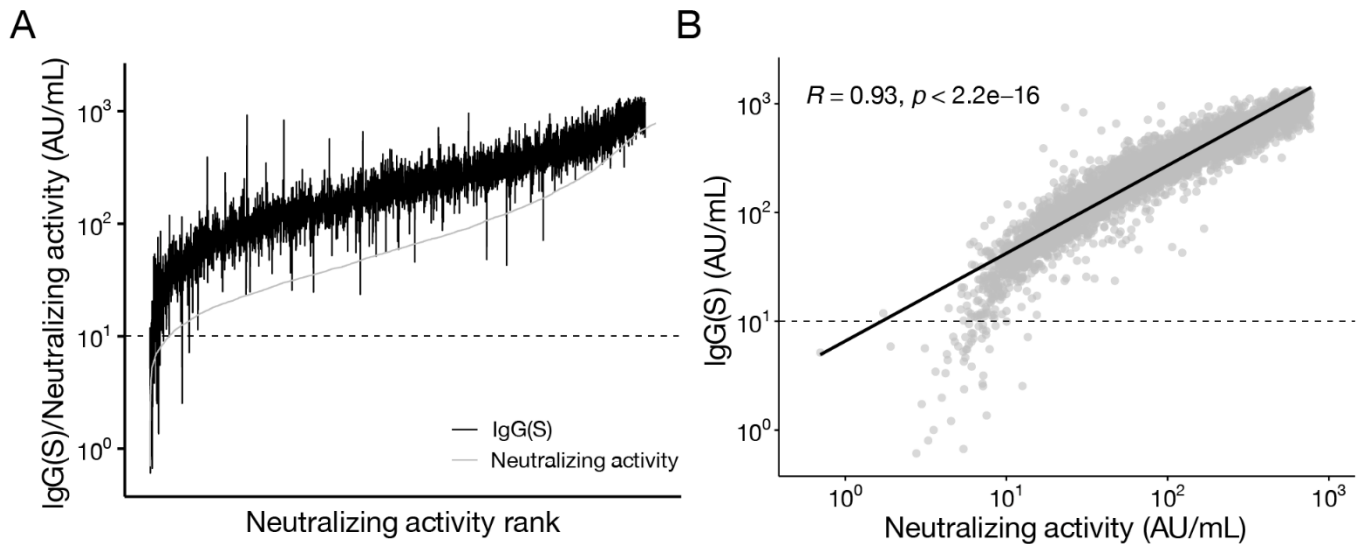 A
IgG(S)/Neutralizing activity (AU/mL)
10³
10²
10¹
10⁰
IgG(S)
Neutralizing activity
Neutralizing activity rank
B
R = 0.93, p < 2.2e−16
IgG(S) (AU/mL)
10³
10²
10¹
10⁰
10⁰ 10¹ 10² 10³
Neutralizing activity (AU/mL)